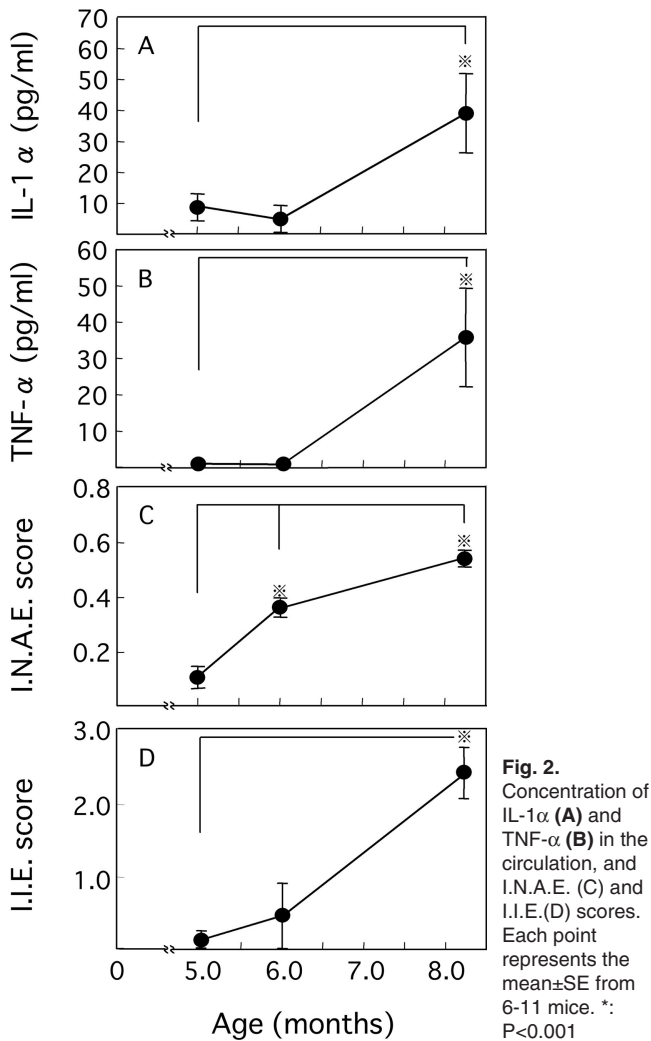 70
60
50
40
30
20
10
IL-1 α (pg/ml)
A
※
60
50
40
30
20
10
TNF-α (pg/ml)
B
※
0.8
0.6
0.4
0.2
I.N.A.E. score
C
※
※
3.0
2.0
1.0
I.I.E. score
D
※
0 5.0 6.0 7.0 8.0
Age (months)
Fig. 2.
Concentration of
IL-1α (A) and
TNF-α (B) in the
circulation, and
I.N.A.E. (C) and
I.I.E.(D) scores.
Each point
represents the
mean±SE from
6-11 mice. *:
P<0.001